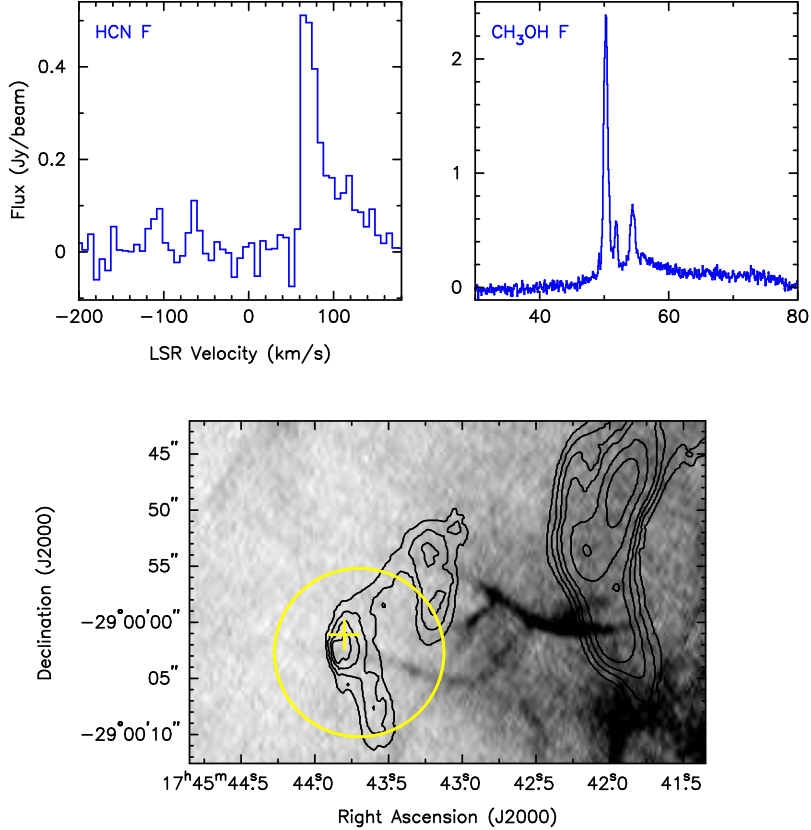 HCN F
CH₃OH F
Flux (Jy/beam)
0.4
0.2
0
2
1
0
−200 −100 0 100
40 60 80
LSR Velocity (km/s)
Declination (J2000)
45″
50″
55″
−29°00′00″
05″
−29°00′10″
17ʰ45ᵐ44ˢ.5 44ˢ.0 43ˢ.5 43ˢ.0 42ˢ.5 42ˢ.0 41ˢ.5
Right Ascension (J2000)